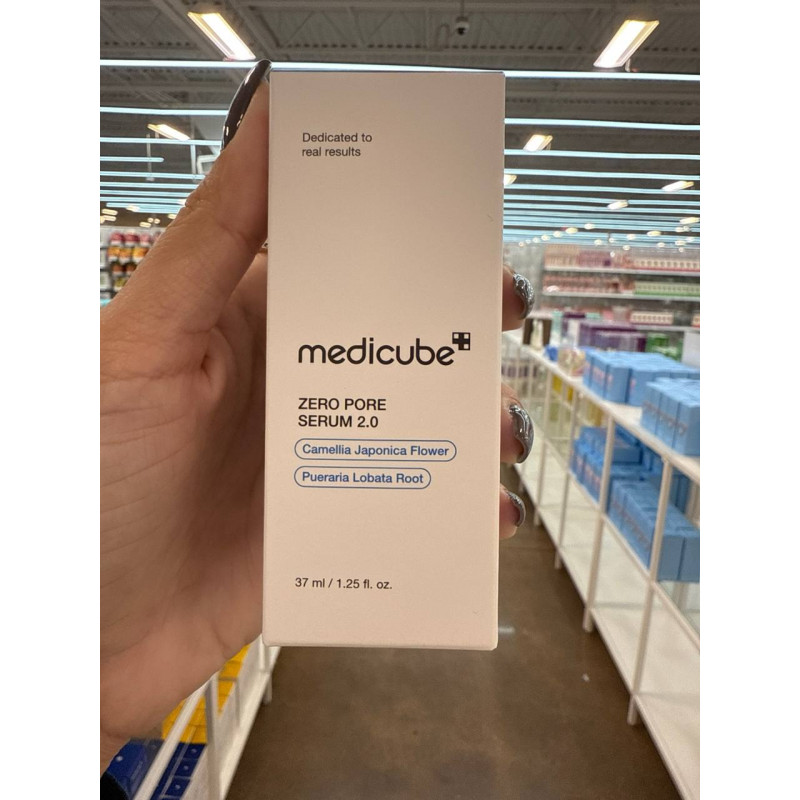 Dedicated to
real results
medicube
ZERO PORE
SERUM 2.0
Camellia Japonica Flower
Pueraria Lobata Root
37 ml / 1.25 fl. oz.